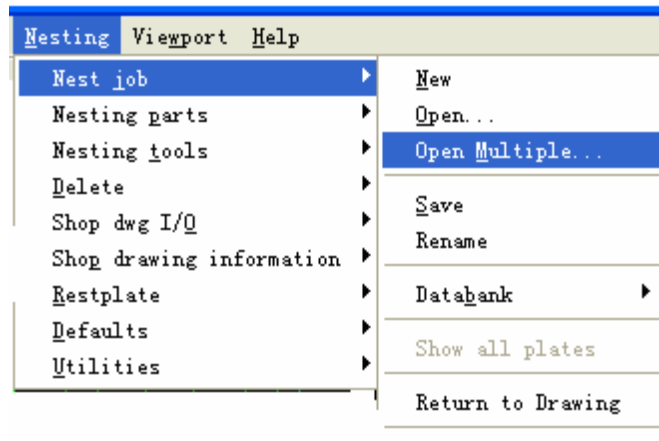 Nesting Viewport Help
Nest job
Nesting parts
Nesting tools
Delete
Shop dwg I/O
Shop drawing information
Restplate
Defaults
Utilities
New
Open...
Open Multiple...
Save
Rename
Databank
Show all plates
Return to Drawing